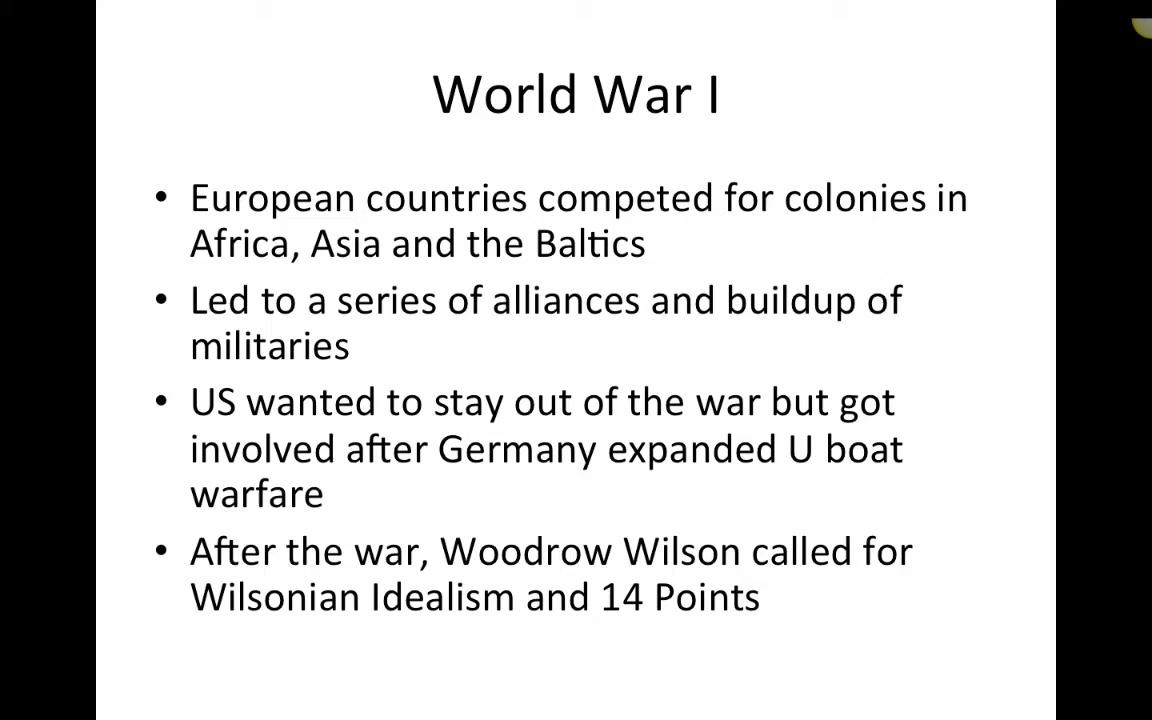 World War I
• European countries competed for colonies in
Africa, Asia and the Baltics
• Led to a series of alliances and buildup of
militaries
• US wanted to stay out of the war but got
involved after Germany expanded U boat
warfare
• After the war, Woodrow Wilson called for
Wilsonian Idealism and 14 Points